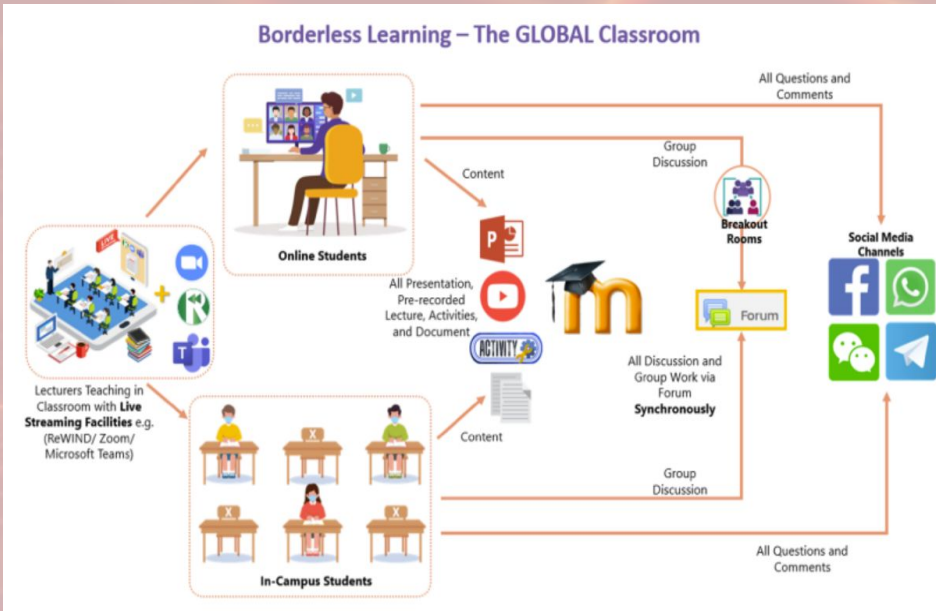 Borderless Learning – The GLOBAL Classroom
All Questions and
Comments
Group
Discussion
Content
Breakout
Rooms
Online Students
Social Media
Channels
LIVE
P
All Presentation,
Pre-recorded
Lecture, Activities,
and Document
m
f
R
T
Forum
ACTIVITY
Lecturers Teaching in
Classroom with Live
Streaming Facilities e.g.
(ReWIND/ Zoom/
Microsoft Teams)
All Discussion and
Group Work via
Forum
Synchronously
Content
X
Group
Discussion
X
X
X
All Questions and
Comments
In-Campus Students